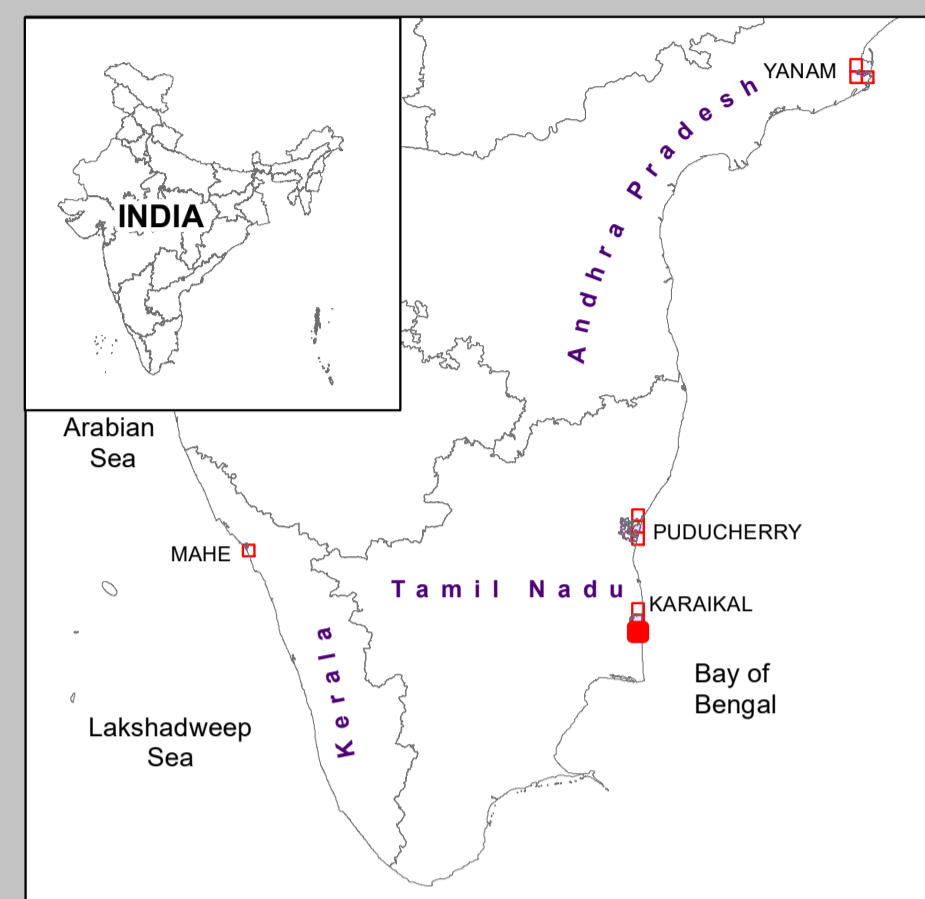 INDIA
YANAM
Andhra Pradesh
Arabian
Sea
MAHE
PUDUCHERRY
Tamil Nadu
KARAIKAL
Kerala
Bay of
Bengal
Lakshadweep
Sea